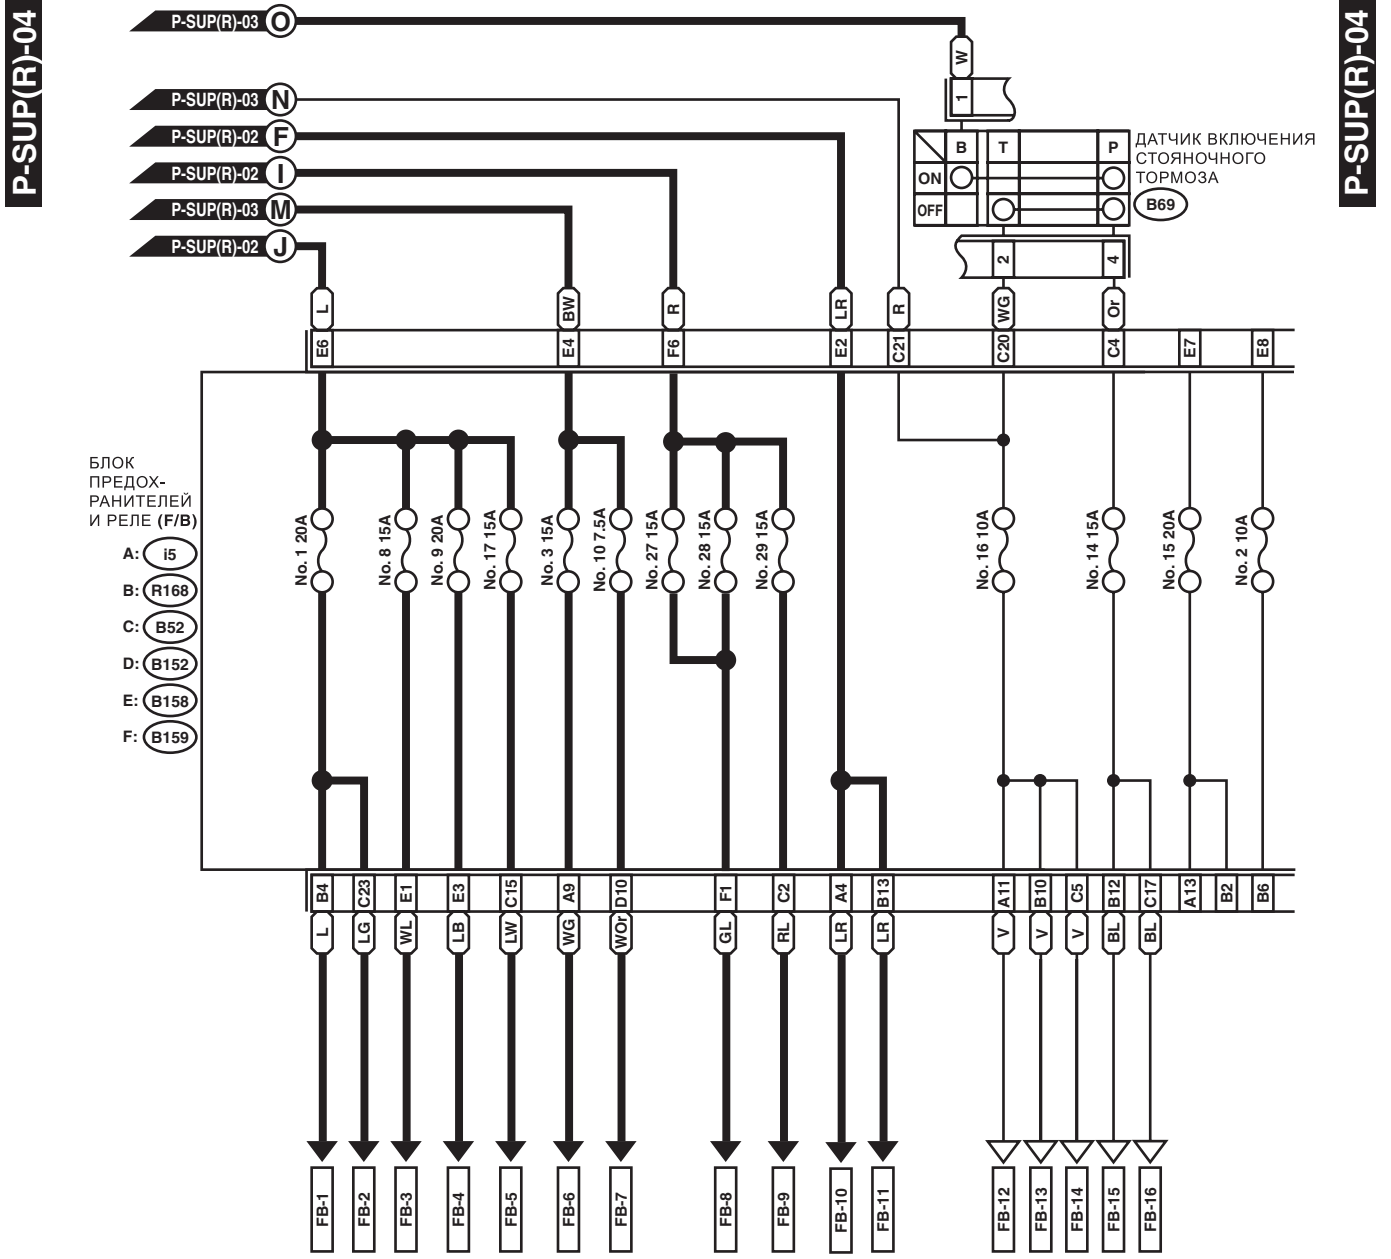 P-SUP(R)-04
P-SUP(R)-04
P-SUP(R)-03 O
P-SUP(R)-03 N
P-SUP(R)-02 F
P-SUP(R)-02 I
P-SUP(R)-03 M
P-SUP(R)-02 J
W
1
B T P
ON
OFF
ДАТЧИК ВКЛЮЧЕНИЯ
СТОЯНОЧНОГО
ТОРМОЗА
B69
2 4
L BW R LR R WG Or
E6 E4 F6 E2 C21 C20 C4 E7 E8
БЛОК
ПРЕДОХ-
РАНИТЕЛЕЙ
И РЕЛЕ (F/B)
A: i5
B: R168
C: B52
D: B152
E: B158
F: B159
No. 1 20A
No. 8 15A
No. 9 20A
No. 17 15A
No. 3 15A
No. 10 7.5A
No. 27 15A
No. 28 15A
No. 29 15A
No. 16 10A
No. 14 15A
No. 15 20A
No. 2 10A
B4 C23 E1 E3 C15 A9 D10 F1 C2 A4 B13 A11 B10 C5 B12 C17 A13 B2 B6
L LG WL LB LW WG WOr GL RL LR LR V V V BL BL
FB-1 FB-2 FB-3 FB-4 FB-5 FB-6 FB-7 FB-8 FB-9 FB-10 FB-11 FB-12 FB-13 FB-14 FB-15 FB-16